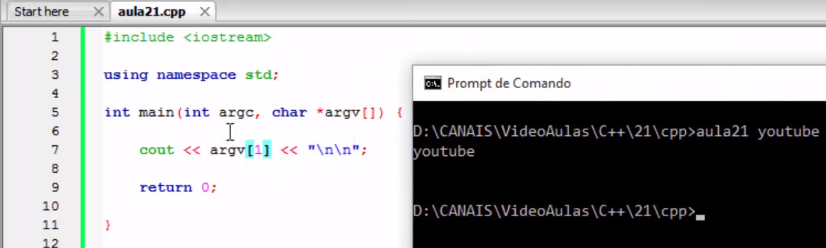 Start here
aula21.cpp
1 #include <iostream>
2
3 using namespace std;
4
5 int main(int argc, char *argv[]) {
6
7 cout << argv[1] << "\n\n";
8
9 return 0;
10
11 }
12
Prompt de Comando
D:\CANAIS\VideoAulas\C++\21\cpp>aula21 youtube
youtube
D:\CANAIS\VideoAulas\C++\21\cpp>_